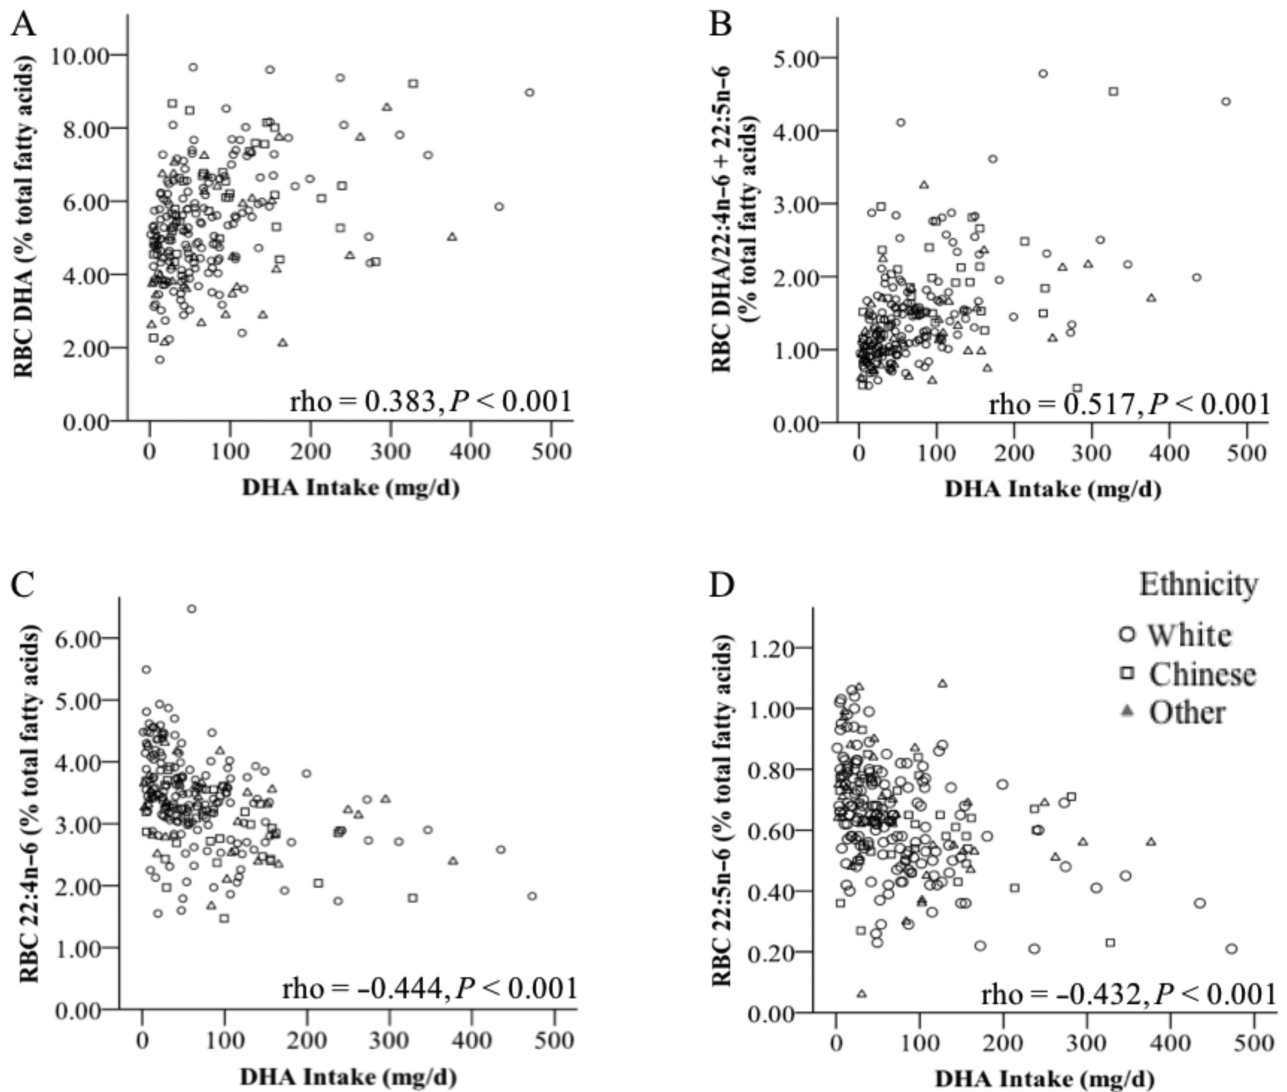 A
RBC DHA (% total fatty acids)
10.00
8.00
6.00
4.00
2.00
0.00
rho = 0.383, P < 0.001
0 100 200 300 400 500
DHA Intake (mg/d)
B
RBC DHA/22:4n–6 + 22:5n–6
(% total fatty acids)
5.00
4.00
3.00
2.00
1.00
0.00
rho = 0.517, P < 0.001
0 100 200 300 400 500
DHA Intake (mg/d)
C
RBC 22:4n–6 (% total fatty acids)
6.00
5.00
4.00
3.00
2.00
1.00
0.00
rho = –0.444, P < 0.001
0 100 200 300 400 500
DHA Intake (mg/d)
D
RBC 22:5n–6 (% total fatty acids)
1.20
1.00
0.80
0.60
0.40
0.20
0.00
Ethnicity
White
Chinese
Other
rho = –0.432, P < 0.001
0 100 200 300 400 500
DHA Intake (mg/d)